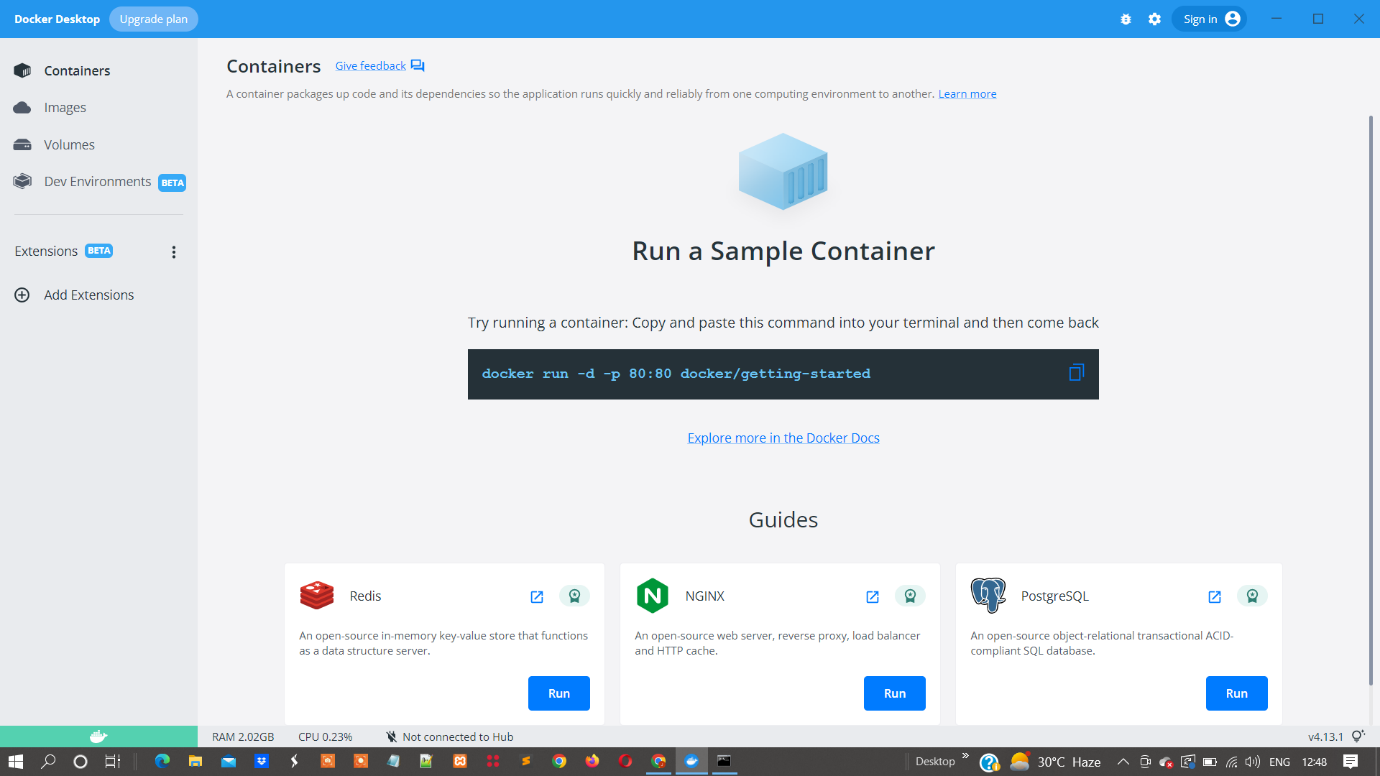 Docker Desktop Upgrade plan Sign in
Containers
Images
Volumes
Dev Environments BETA
Extensions BETA
Add Extensions
Containers Give feedback
A container packages up code and its dependencies so the application runs quickly and reliably from one computing environment to another. Learn more
Run a Sample Container
Try running a container: Copy and paste this command into your terminal and then come back
docker run -d -p 80:80 docker/getting-started
Explore more in the Docker Docs
Guides
Redis
An open-source in-memory key-value store that functions
as a data structure server.
Run
NGINX
An open-source web server, reverse proxy, load balancer
and HTTP cache.
Run
PostgreSQL
An open-source object-relational transactional ACID-
compliant SQL database.
Run
RAM 2.02GB CPU 0.23% Not connected to Hub v4.13.1
Desktop 30°C Haze ENG 12:48